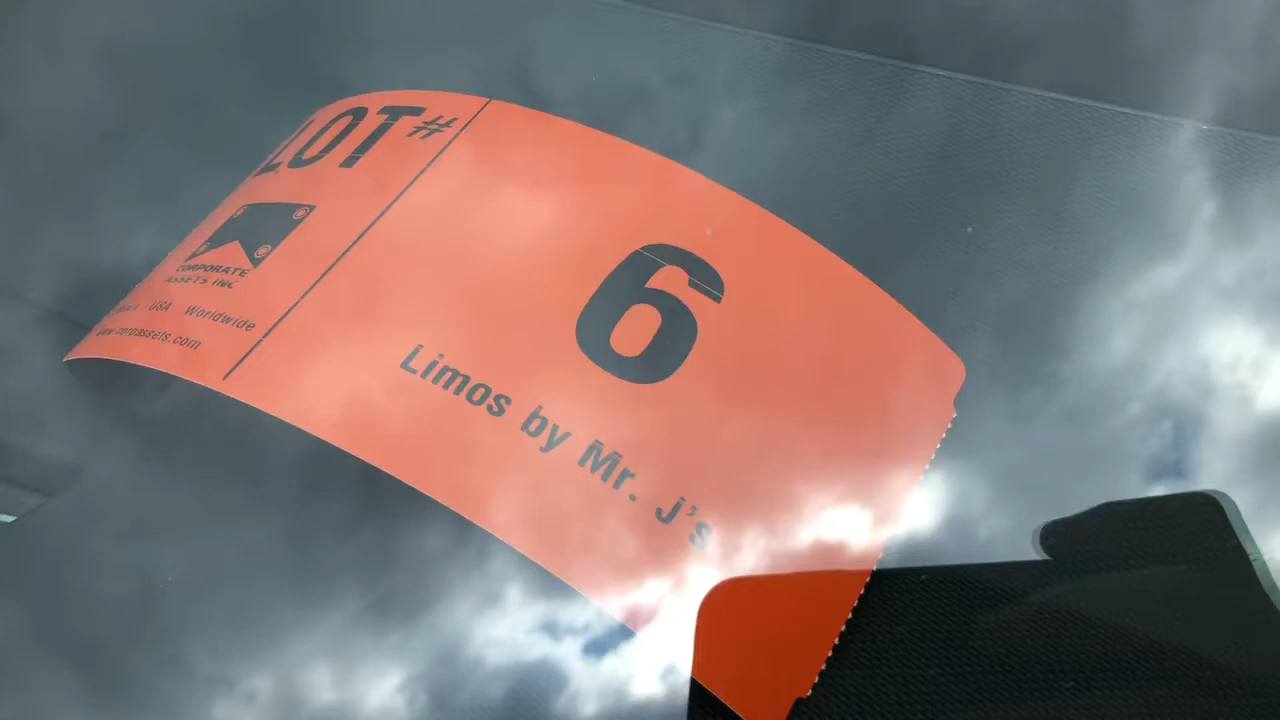 LOT #
CORPORATE
ASSETS INC
USA Worldwide
www.corpassets.com
6
Limos by Mr. J's